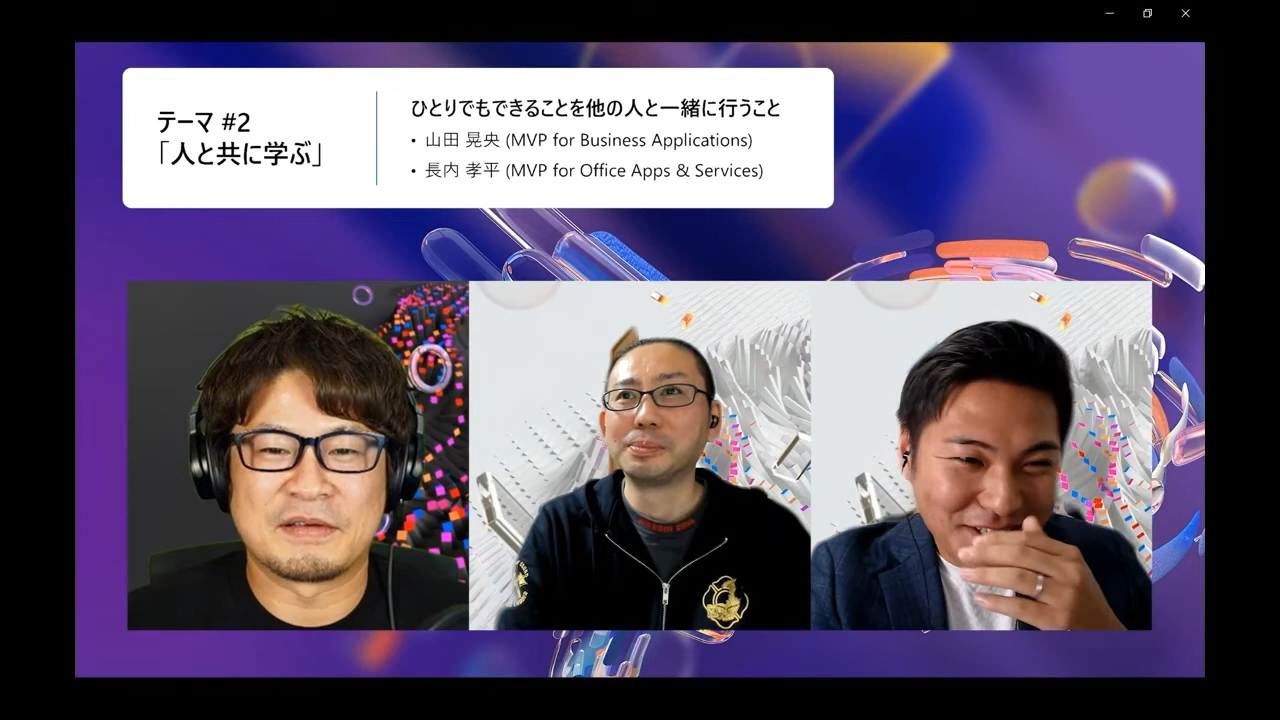 テーマ #2
「人と共に学ぶ」
ひとりでもできることを他の人と一緒に行うこと
• 山田 晃央 (MVP for Business Applications)
• 長内 孝平 (MVP for Office Apps & Services)